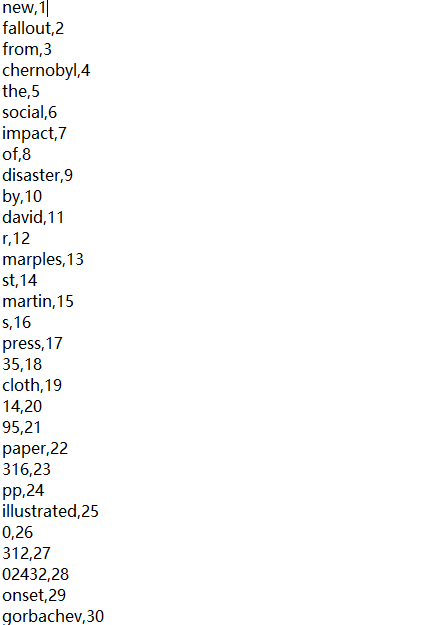 new,1
fallout,2
from,3
chernobyl,4
the,5
social,6
impact,7
of,8
disaster,9
by,10
david,11
r,12
marples,13
st,14
martin,15
s,16
press,17
35,18
cloth,19
14,20
95,21
paper,22
316,23
pp,24
illustrated,25
0,26
312,27
02432,28
onset,29
gorbachev,30